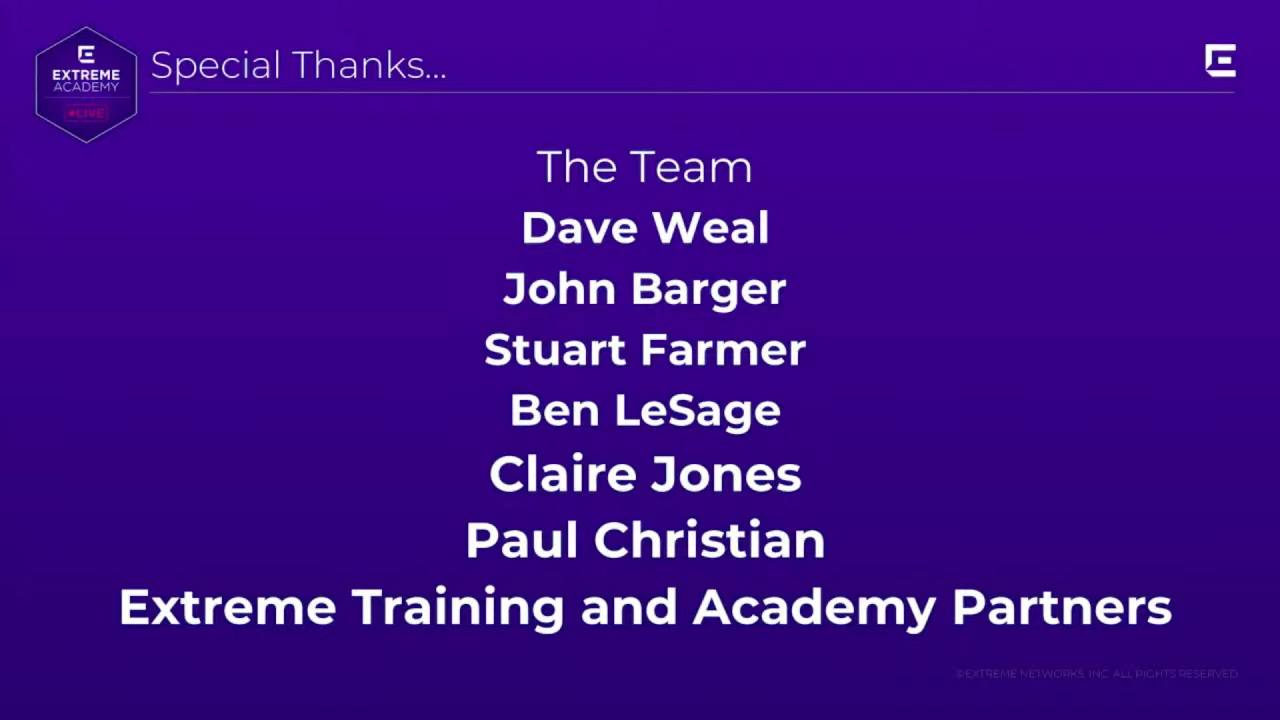 EXTREME
ACADEMY
LIVE
Special Thanks...
The Team
Dave Weal
John Barger
Stuart Farmer
Ben LeSage
Claire Jones
Paul Christian
Extreme Training and Academy Partners
©EXTREME NETWORKS, INC. ALL RIGHTS RESERVED.